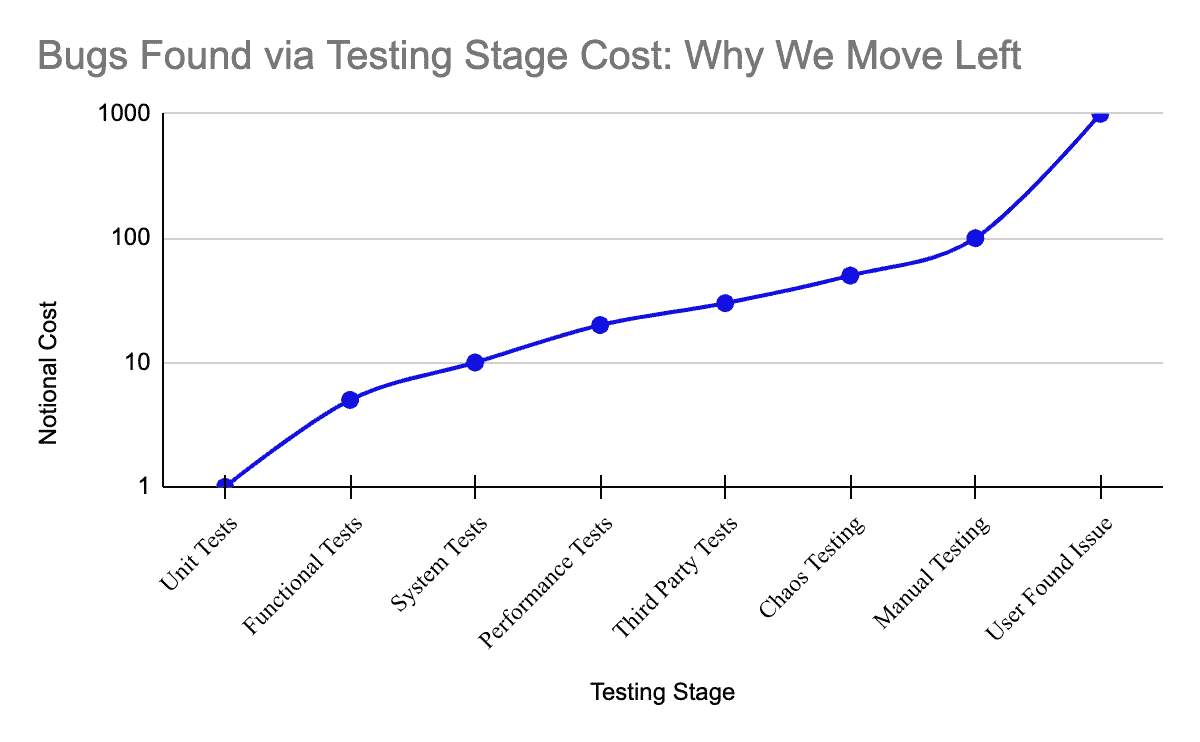 Bugs Found via Testing Stage Cost: Why We Move Left
1000
100
10
1
Notional Cost
Unit Tests
Functional Tests
System Tests
Performance Tests
Third Party Tests
Chaos Testing
Manual Testing
User Found Issue
Testing Stage